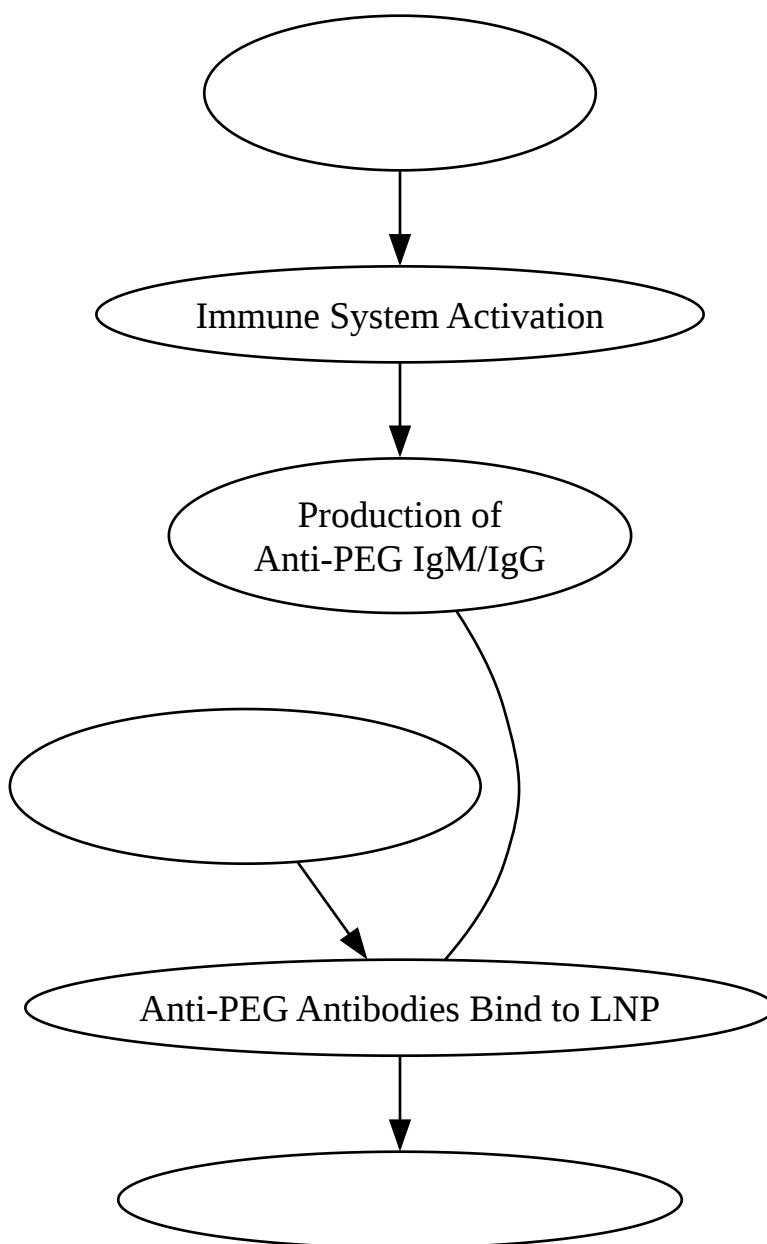 Immune System Activation
Production of
Anti-PEG IgM/IgG
Anti-PEG Antibodies Bind to LNP